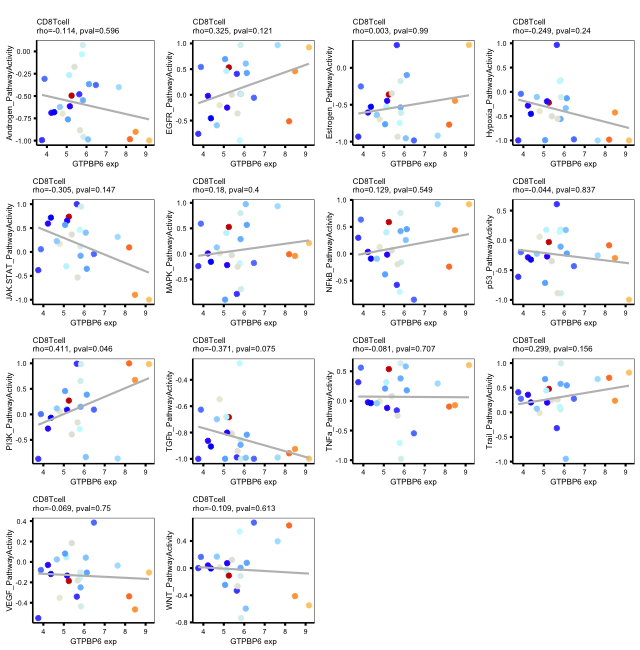 CD8Tcell
rho=-0.114, pval=0.596
Androgen_PathwayActivity
0.0
-0.5
-1.00
4 5 6 7 8 9
GTPBP6 exp
CD8Tcell
rho=0.325, pval=0.121
EGFR_PathwayActivity
1.0
0.5
0.0
-0.5
4 5 6 7 8 9
GTPBP6 exp
CD8Tcell
rho=0.003, pval=0.99
Estrogen_PathwayActivity
0.0
-0.5
-1.0
4 5 6 7 8 9
GTPBP6 exp
CD8Tcell
rho=-0.249, pval=0.24
Hypoxia_PathwayActivity
1.0
0.5
0.0
-0.5
-1.0
4 5 6 7 8 9
GTPBP6 exp
CD8Tcell
rho=-0.305, pval=0.147
JAK.STAT_PathwayActivity
1.0
0.5
0.0
-0.5
-1.0
4 5 6 7 8 9
GTPBP6 exp
CD8Tcell
rho=0.18, pval=0.4
MAPK_PathwayActivity
1.0
0.5
0.0
-0.5
4 5 6 7 8 9
GTPBP6 exp
CD8Tcell
rho=0.129, pval=0.549
NFkB_PathwayActivity
1.0
0.5
0.0
-0.5
4 5 6 7 8 9
GTPBP6 exp
CD8Tcell
rho=-0.044, pval=0.837
p53_PathwayActivity
0.5
0.0
-0.5
-1.0
4 5 6 7 8 9
GTPBP6 exp
CD8Tcell
rho=0.411, pval=0.046
PI3K_PathwayActivity
1.0
0.5
0.0
-0.5
4 5 6 7 8 9
GTPBP6 exp
CD8Tcell
rho=-0.371, pval=0.075
TGFb_PathwayActivity
-0.4
-0.6
-0.8
-1.0
4 5 6 7 8 9
GTPBP6 exp
CD8Tcell
rho=-0.081, pval=0.707
TNFa_PathwayActivity
0.5
0.0
-0.5
-1.0
4 5 6 7 8 9
GTPBP6 exp
CD8Tcell
rho=0.299, pval=0.156
Trail_PathwayActivity
1.0
0.5
0.0
-0.5
-1.0
4 5 6 7 8 9
GTPBP6 exp
CD8Tcell
rho=-0.069, pval=0.75
VEGF_PathwayActivity
0.4
0.2
0.0
-0.2
-0.4
4 5 6 7 8 9
GTPBP6 exp
CD8Tcell
rho=-0.109, pval=0.613
WNT_PathwayActivity
0.4
0.0
-0.4
-0.8
4 5 6 7 8 9
GTPBP6 exp